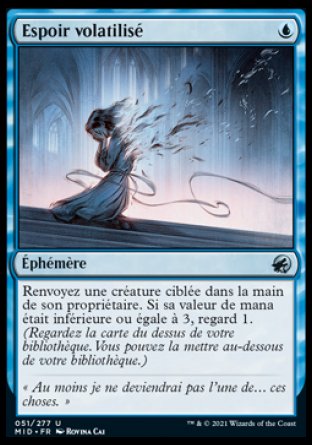 Espoir volatilisé
Éphémère
Renvoyez une créature ciblée dans la
main de son propriétaire. Si sa valeur de mana
était inférieure ou égale à 3, regard 1.
(Regardez la carte du dessus de votre
bibliothèque. Vous pouvez la mettre au-dessous
de votre bibliothèque.)
« Au moins je ne deviendrai pas l'une de… ces
choses. »
051/277 U
MID • FR Rovina Cai
™ & © 2021 Wizards of the Coast